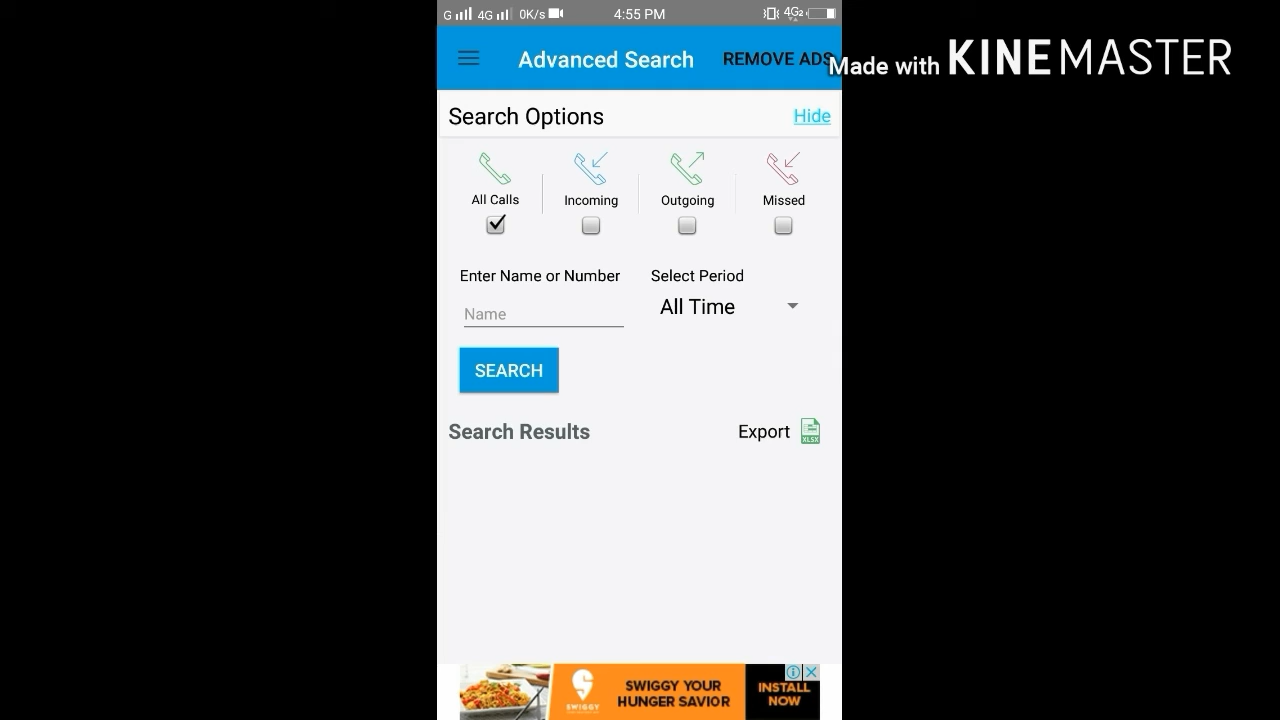 G 4G 0K/s 4:55 PM 4G2
Advanced Search REMOVE ADS
Made with KINEMASTER
Search Options Hide
All Calls Incoming Outgoing Missed
Enter Name or Number Select Period
Name All Time
SEARCH
Search Results Export XLSX
SWIGGY
SWIGGY YOUR
HUNGER SAVIOR
INSTALL
NOW